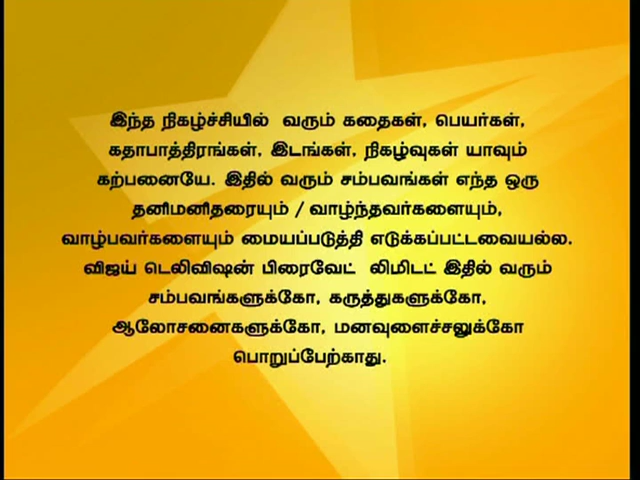 இந்த நிகழ்ச்சியில் வரும் கதைகள், பெயர்கள்,
கதாபாத்திரங்கள், இடங்கள், நிகழ்வுகள் யாவும்
கற்பனையே. இதில் வரும் சம்பவங்கள் எந்த ஒரு
தனிமனிதரையும் / வாழ்ந்தவர்களையும்,
வாழ்பவர்களையும் மையப்படுத்தி எடுக்கப்பட்டவையல்ல.
விஜய் டெலிவிஷன் பிரைவேட் லிமிடட் இதில் வரும்
சம்பவங்களுக்கோ, கருத்துகளுக்கோ,
ஆலோசனைகளுக்கோ, மனவுளைச்சலுக்கோ
பொறுப்பேற்காது.